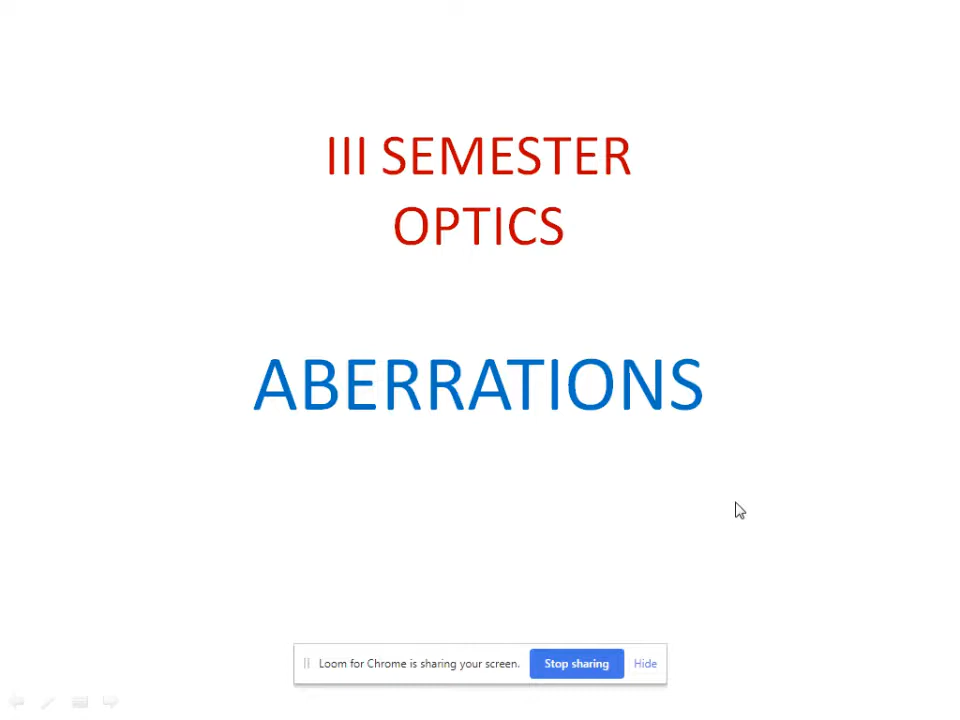 III SEMESTER
OPTICS
ABERRATIONS
Loom for Chrome is sharing your screen. Stop sharing Hide